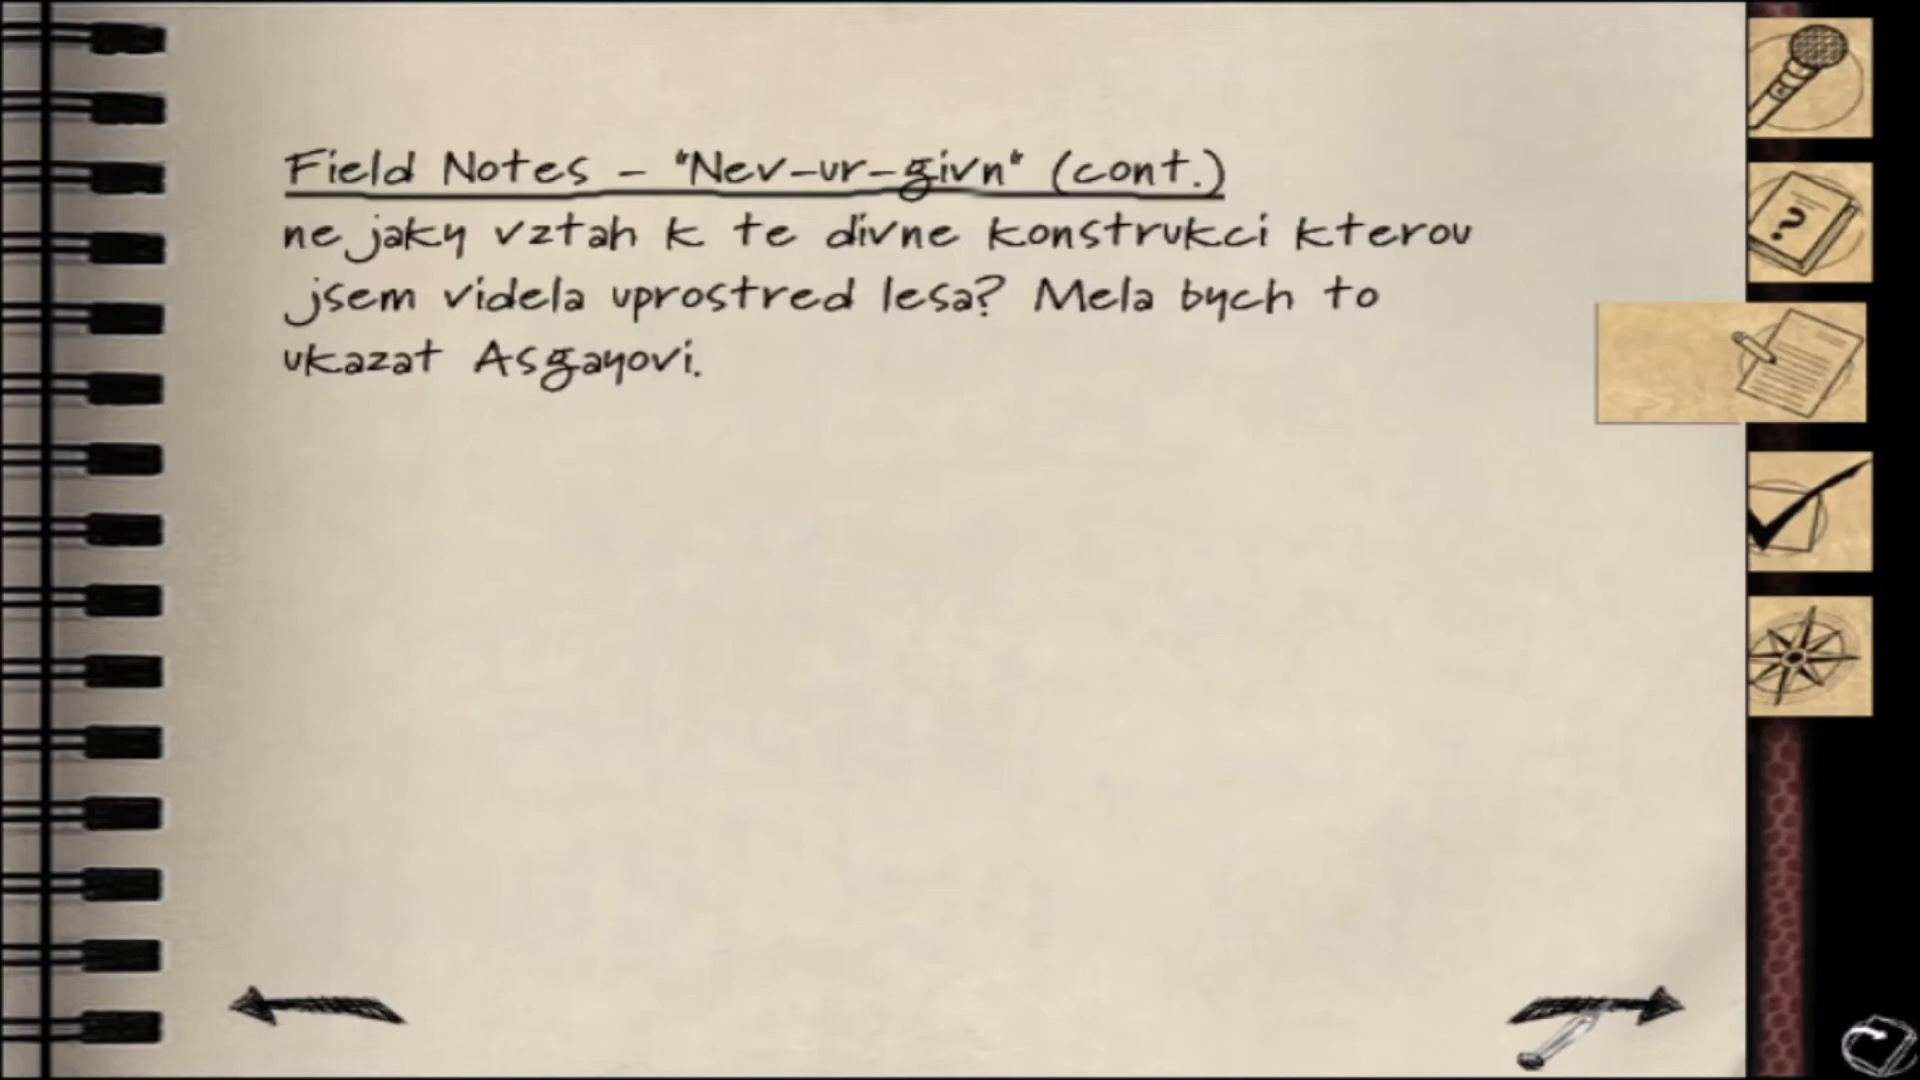 Field Notes - "Nev-ur-givn" (cont.)
nejaky vztah k te divne konstrukci kterou
jsem videla uprostred lesa? Mela bych to
ukazat Asgayovi.
?